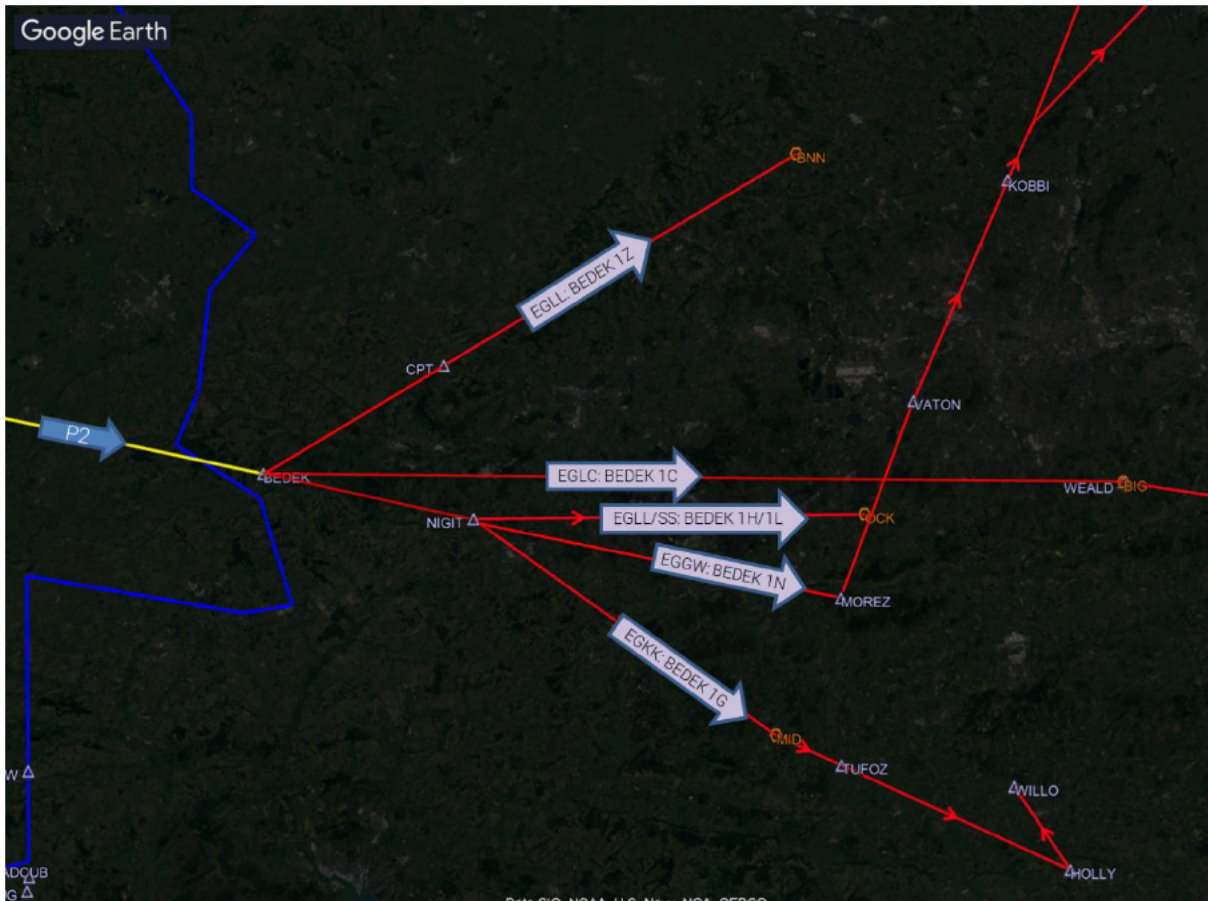 Google Earth
BNN
KOBBI
EGLL: BEDEK 1Z
CPT
VATON
P2
BEDEK
EGLC: BEDEK 1C
WEALD
BIG
NIGIT
EGLL/SS: BEDEK 1H/1L
OCK
EGGW: BEDEK 1N
MOREZ
EGKK: BEDEK 1G
MID
TUFOZ
W
WILLO
ADCUB
HOLLY
G